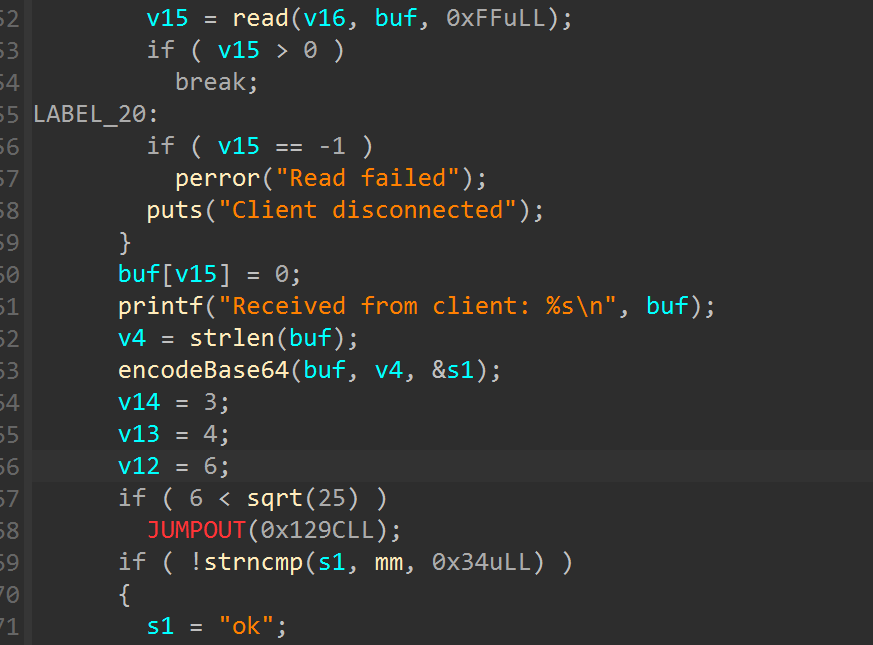 52 v15 = read(v16, buf, 0xFFuLL);
53 if ( v15 > 0 )
54 break;
55 LABEL_20:
56 if ( v15 == -1 )
57 perror("Read failed");
58 puts("Client disconnected");
59 }
60 buf[v15] = 0;
61 printf("Received from client: %s\n", buf);
62 v4 = strlen(buf);
63 encodeBase64(buf, v4, &s1);
64 v14 = 3;
65 v13 = 4;
66 v12 = 6;
67 if ( 6 < sqrt(25) )
68 JUMPOUT(0x129CLL);
69 if ( !strncmp(s1, mm, 0x34uLL) )
70 {
71 s1 = "ok";